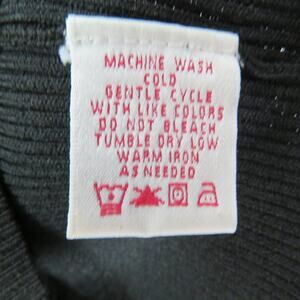 MACHINE WASH
COLD
GENTLE CYCLE
WITH LIKE COLORS
DO NOT BLEACH
TUMBLE DRY LOW
WARM IRON
AS NEEDED